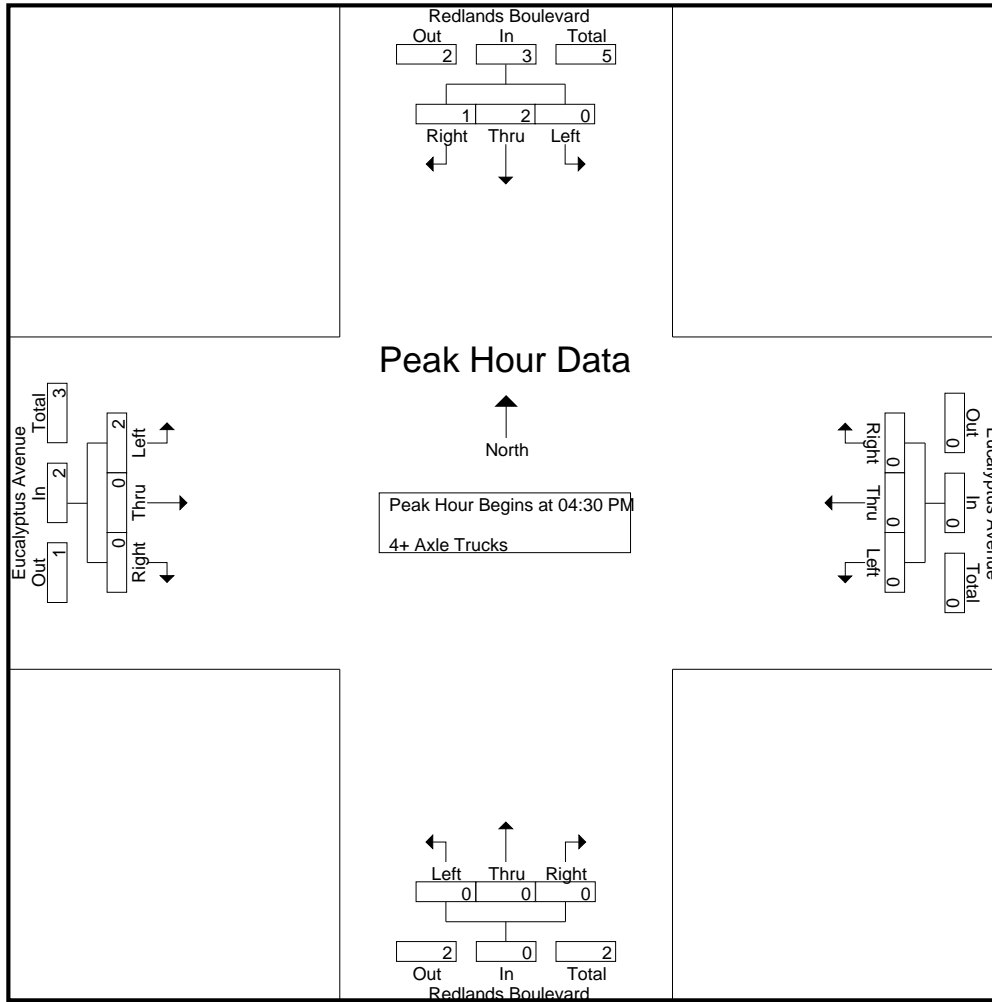 Redlands Boulevard
Out In Total
2 3 5
1 2 0
Right Thru Left
Peak Hour Data
North
Peak Hour Begins at 04:30 PM
4+ Axle Trucks
Eucalyptus Avenue
Out In Total
1 2 3
Right Thru Left
0 0 2
Eucalyptus Avenue
Out In Total
0 0 0
Right Thru Left
0 0 0
Left Thru Right
0 0 0
2 0 2
Out In Total
Redlands Boulevard